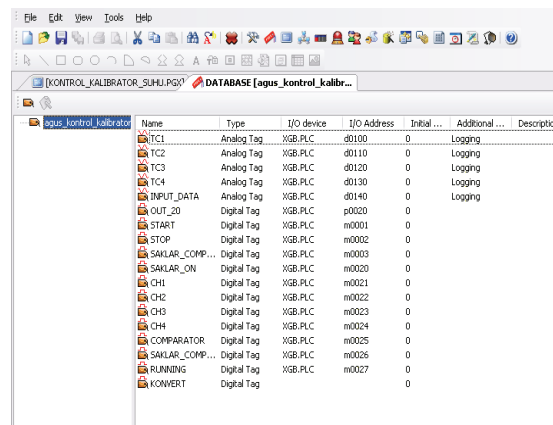 File Edit View Tools Help
[KONTROL_KALIBRATOR_SUHU.PGX] DATABASE [agus_kontrol_kalibr...
agus_kontrol_kalibrator
Name Type I/O device I/O Address Initial ... Additional ... Descriptio
TC1 Analog Tag XGB.PLC d0100 0 Logging
TC2 Analog Tag XGB.PLC d0110 0 Logging
TC3 Analog Tag XGB.PLC d0120 0 Logging
TC4 Analog Tag XGB.PLC d0130 0 Logging
INPUT_DATA Analog Tag XGB.PLC d0140 0 Logging
OUT_20 Digital Tag XGB.PLC p0020 0
START Digital Tag XGB.PLC m0001 0
STOP Digital Tag XGB.PLC m0002 0
SAKLAR_COMP... Digital Tag XGB.PLC m0003 0
SAKLAR_ON Digital Tag XGB.PLC m0020 0
CH1 Digital Tag XGB.PLC m0021 0
CH2 Digital Tag XGB.PLC m0022 0
CH3 Digital Tag XGB.PLC m0023 0
CH4 Digital Tag XGB.PLC m0024 0
COMPARATOR Digital Tag XGB.PLC m0025 0
SAKLAR_COMP... Digital Tag XGB.PLC m0026 0
RUNNING Digital Tag XGB.PLC m0027 0
KONVERT Digital Tag 0